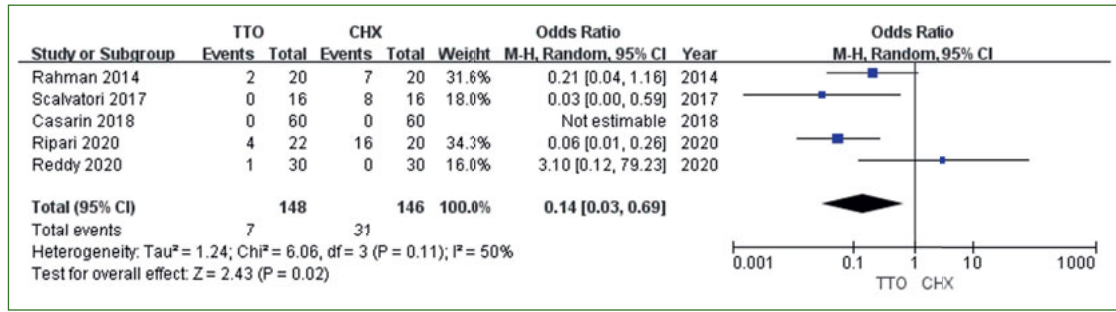 TTO CHX Odds Ratio Odds Ratio
Study or Subgroup Events Total Events Total Weight M-H, Random, 95% CI Year M-H, Random, 95% CI
Rahman 2014 2 20 7 20 31.6% 0.21 [0.04, 1.16] 2014
Scalvatori 2017 0 16 8 16 18.0% 0.03 [0.00, 0.59] 2017
Casarin 2018 0 60 0 60 Not estimable 2018
Ripari 2020 4 22 16 20 34.3% 0.06 [0.01, 0.26] 2020
Reddy 2020 1 30 0 30 16.0% 3.10 [0.12, 79.23] 2020
Total (95% CI) 148 146 100.0% 0.14 [0.03, 0.69]
Total events 7 31
Heterogeneity: Tau² = 1.24; Chi² = 6.06, df = 3 (P = 0.11); I² = 50%
Test for overall effect: Z = 2.43 (P = 0.02)
0.001 0.1 1 10 1000
TTO CHX